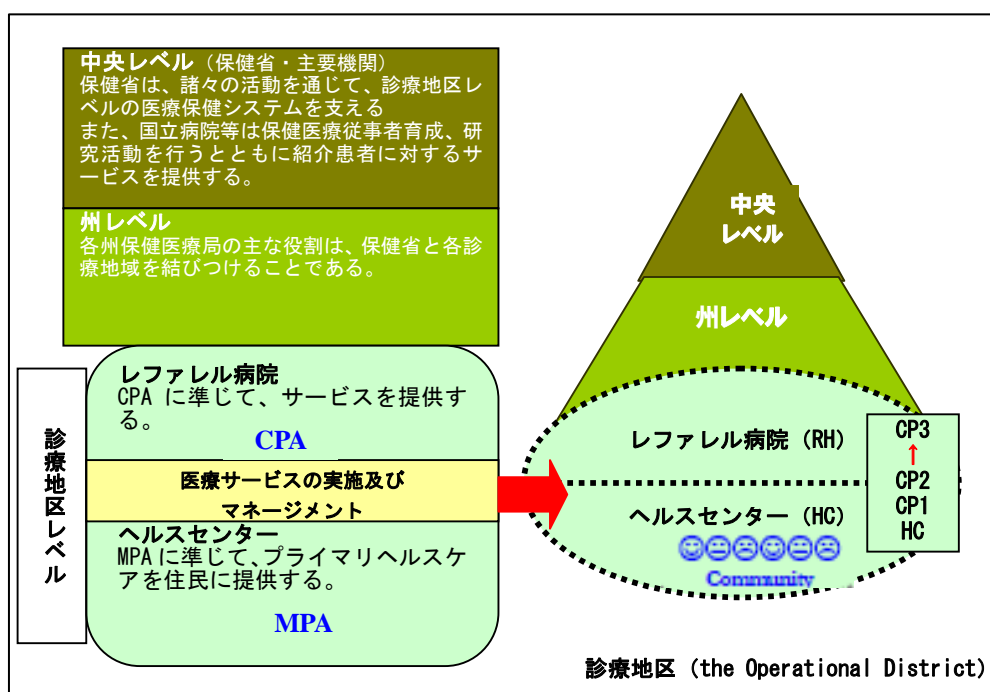 中央レベル（保健省・主要機関）
保健省は、諸々の活動を通じて、診療地区レ
ベルの医療保健システムを支える
また、国立病院等は保健医療従事者育成、研
究活動を行うとともに紹介患者に対するサ
ービスを提供する。
州レベル
各州保健医療局の主な役割は、保健省と各診
療地域を結びつけることである。
診療地区レベル
レファレル病院
CPA に準じて、サービスを提供す
る。
CPA
医療サービスの実施及び
マネージメント
ヘルスセンター
MPA に準じて、プライマリヘルスケ
アを住民に提供する。
MPA
中央
レベル
州レベル
レファレル病院（RH）
ヘルスセンター（HC）
Community
CP3
↑
CP2
CP1
HC
診療地区（the Operational District）